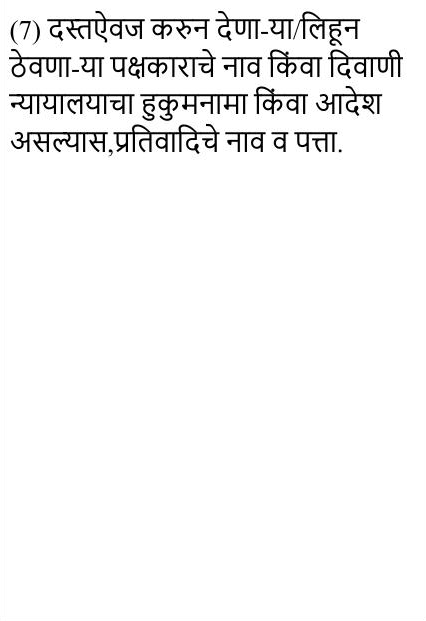 (7) दस्तऐवज करुन देणा-या/लिहून
ठेवणा-या पक्षकाराचे नाव किंवा दिवाणी
न्यायालयाचा हुकुमनामा किंवा आदेश
असल्यास,प्रतिवादिचे नाव व पत्ता.